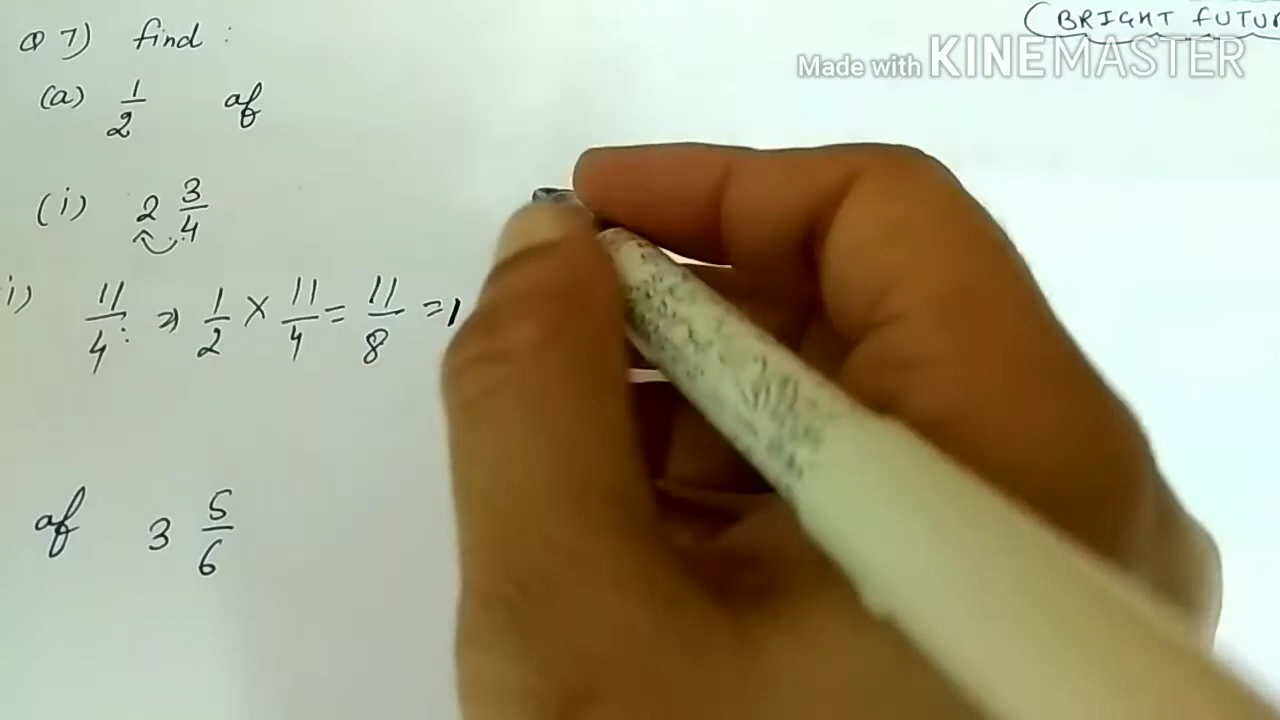 (BRIGHT FUTUR
Made with KINEMASTER
Q 7) find :
(a) 1/2 of
(i) 2 3/4
i) 11/4 ⇒ 1/2 × 11/4 = 11/8 = 1
of 3 5/6